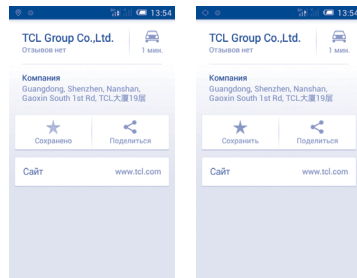 13:54
TCL Group Co.,Ltd.
Отзывов нет
1 мин.
Компания
Guangdong, Shenzhen, Nanshan,
Gaoxin South 1st Rd, TCL大厦19层
Сохранено
Поделиться
Сайт
www.tcl.com
13:54
TCL Group Co.,Ltd.
Отзывов нет
1 мин.
Компания
Guangdong, Shenzhen, Nanshan,
Gaoxin South 1st Rd, TCL大厦19层
Сохранить
Поделиться
Сайт
www.tcl.com